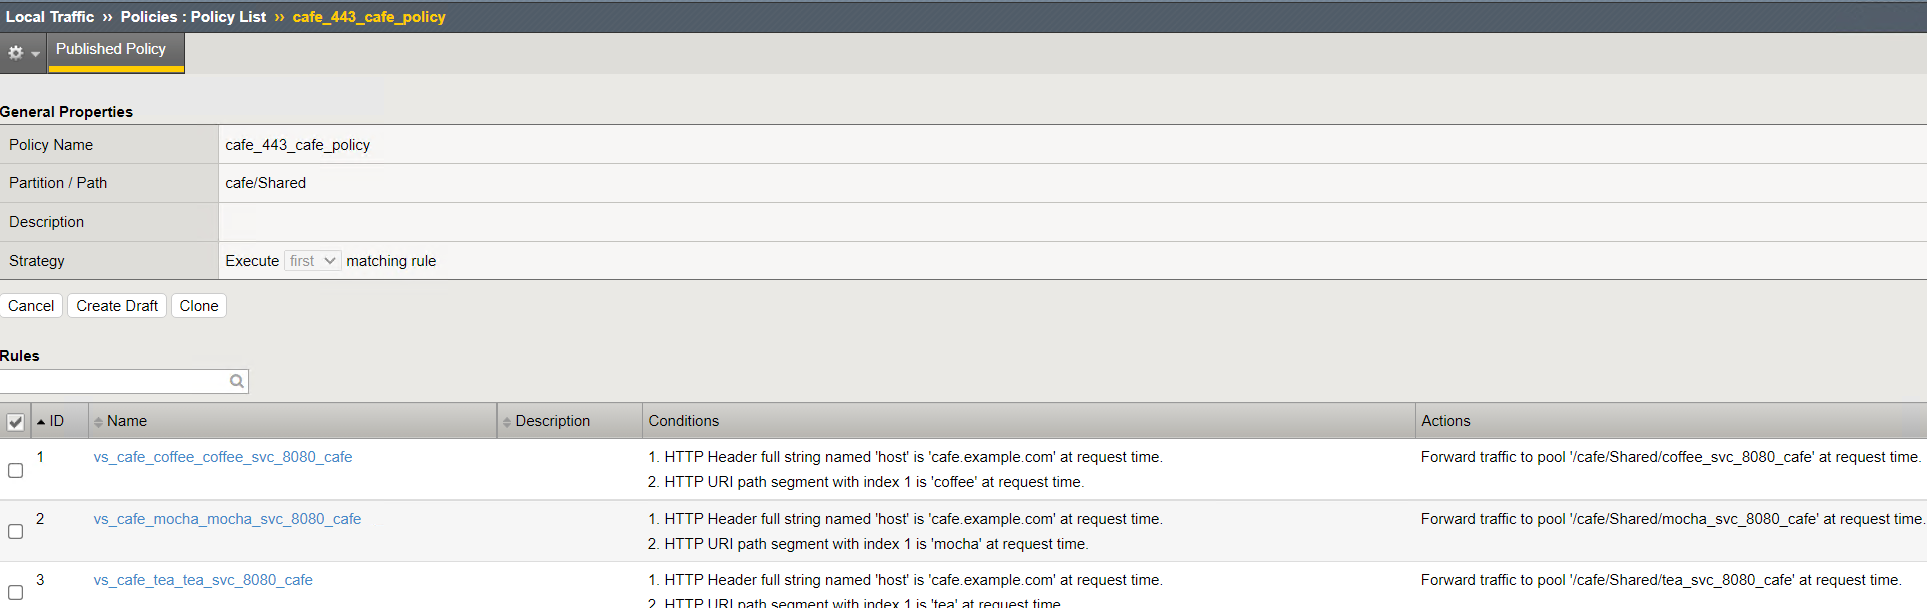 Local Traffic ›› Policies : Policy List ›› cafe_443_cafe_policy
Published Policy
General Properties
Policy Name cafe_443_cafe_policy
Partition / Path cafe/Shared
Description
Strategy Execute first matching rule
Cancel Create Draft Clone
Rules
ID Name Description Conditions Actions
1 vs_cafe_coffee_coffee_svc_8080_cafe 1. HTTP Header full string named 'host' is 'cafe.example.com' at request time. Forward traffic to pool '/cafe/Shared/coffee_svc_8080_cafe' at request time.
2. HTTP URI path segment with index 1 is 'coffee' at request time.
2 vs_cafe_mocha_mocha_svc_8080_cafe 1. HTTP Header full string named 'host' is 'cafe.example.com' at request time. Forward traffic to pool '/cafe/Shared/mocha_svc_8080_cafe' at request time.
2. HTTP URI path segment with index 1 is 'mocha' at request time.
3 vs_cafe_tea_tea_svc_8080_cafe 1. HTTP Header full string named 'host' is 'cafe.example.com' at request time. Forward traffic to pool '/cafe/Shared/tea_svc_8080_cafe' at request time.
2. HTTP URI path segment with index 1 is 'tea' at request time.